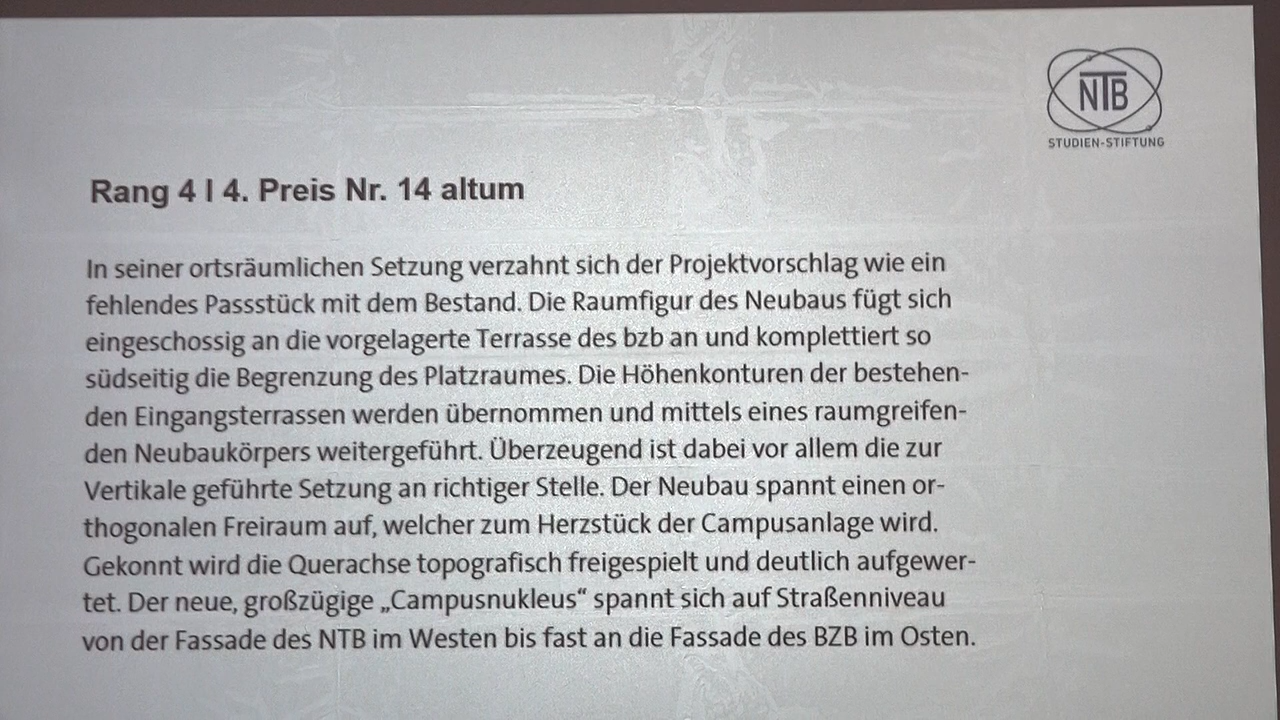 NTB
STUDIEN-STIFTUNG
Rang 4 I 4. Preis Nr. 14 altum
In seiner ortsräumlichen Setzung verzahnt sich der Projektvorschlag wie ein
fehlendes Passstück mit dem Bestand. Die Raumfigur des Neubaus fügt sich
eingeschossig an die vorgelagerte Terrasse des bzb an und komplettiert so
südseitig die Begrenzung des Platzraumes. Die Höhenkonturen der bestehen-
den Eingangsterrassen werden übernommen und mittels eines raumgreifen-
den Neubaukörpers weitergeführt. Überzeugend ist dabei vor allem die zur
Vertikale geführte Setzung an richtiger Stelle. Der Neubau spannt einen or-
thogonalen Freiraum auf, welcher zum Herzstück der Campusanlage wird.
Gekonnt wird die Querachse topografisch freigespielt und deutlich aufgewer-
tet. Der neue, großzügige „Campusnukleus“ spannt sich auf Straßenniveau
von der Fassade des NTB im Westen bis fast an die Fassade des BZB im Osten.